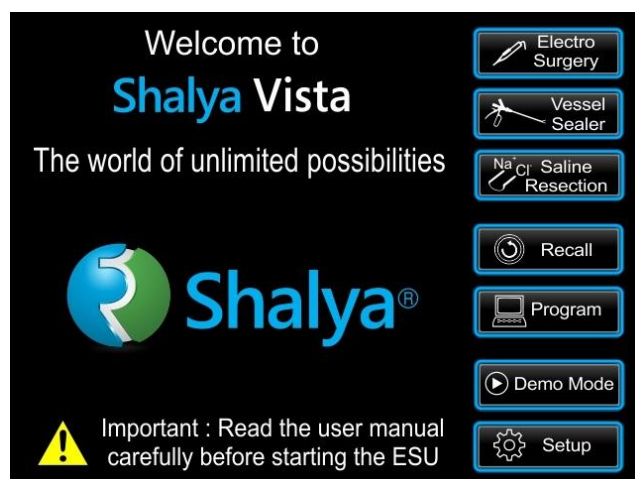 Welcome to
Shalya Vista
The world of unlimited possibilities
Shalya®
Important : Read the user manual
carefully before starting the ESU
Electro
Surgery
Vessel
Sealer
Na⁺ Cl⁻ Saline
Resection
Recall
Program
Demo Mode
Setup